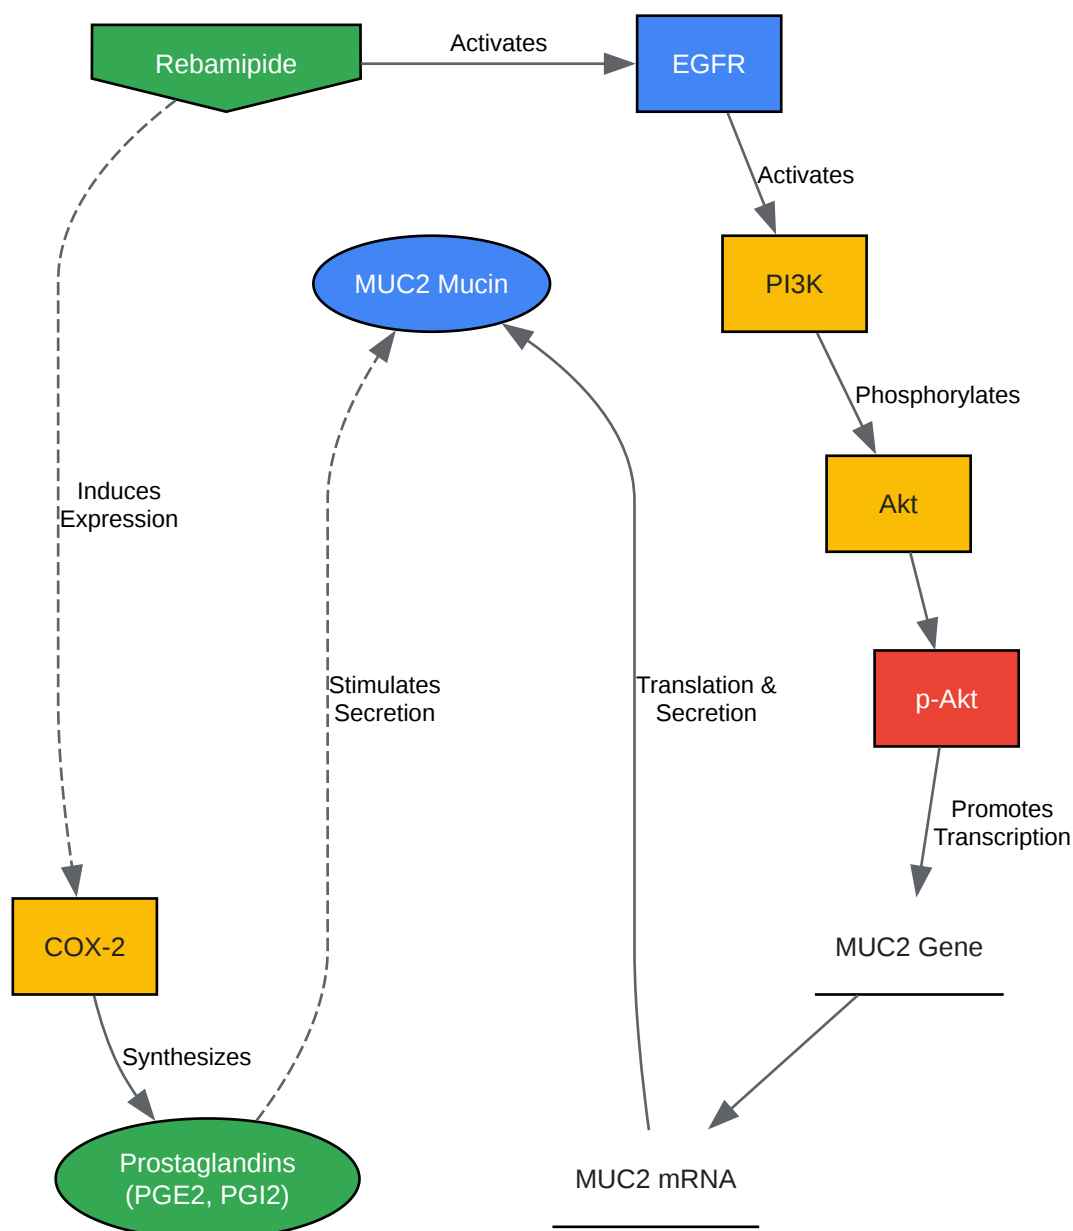 Rebamipide
Activates
EGFR
Activates
MUC2 Mucin
PI3K
Phosphorylates
Akt
Induces
Expression
Stimulates
Secretion
Translation &
Secretion
p-Akt
Promotes
Transcription
COX-2
MUC2 Gene
Synthesizes
Prostaglandins
(PGE2, PGI2)
MUC2 mRNA